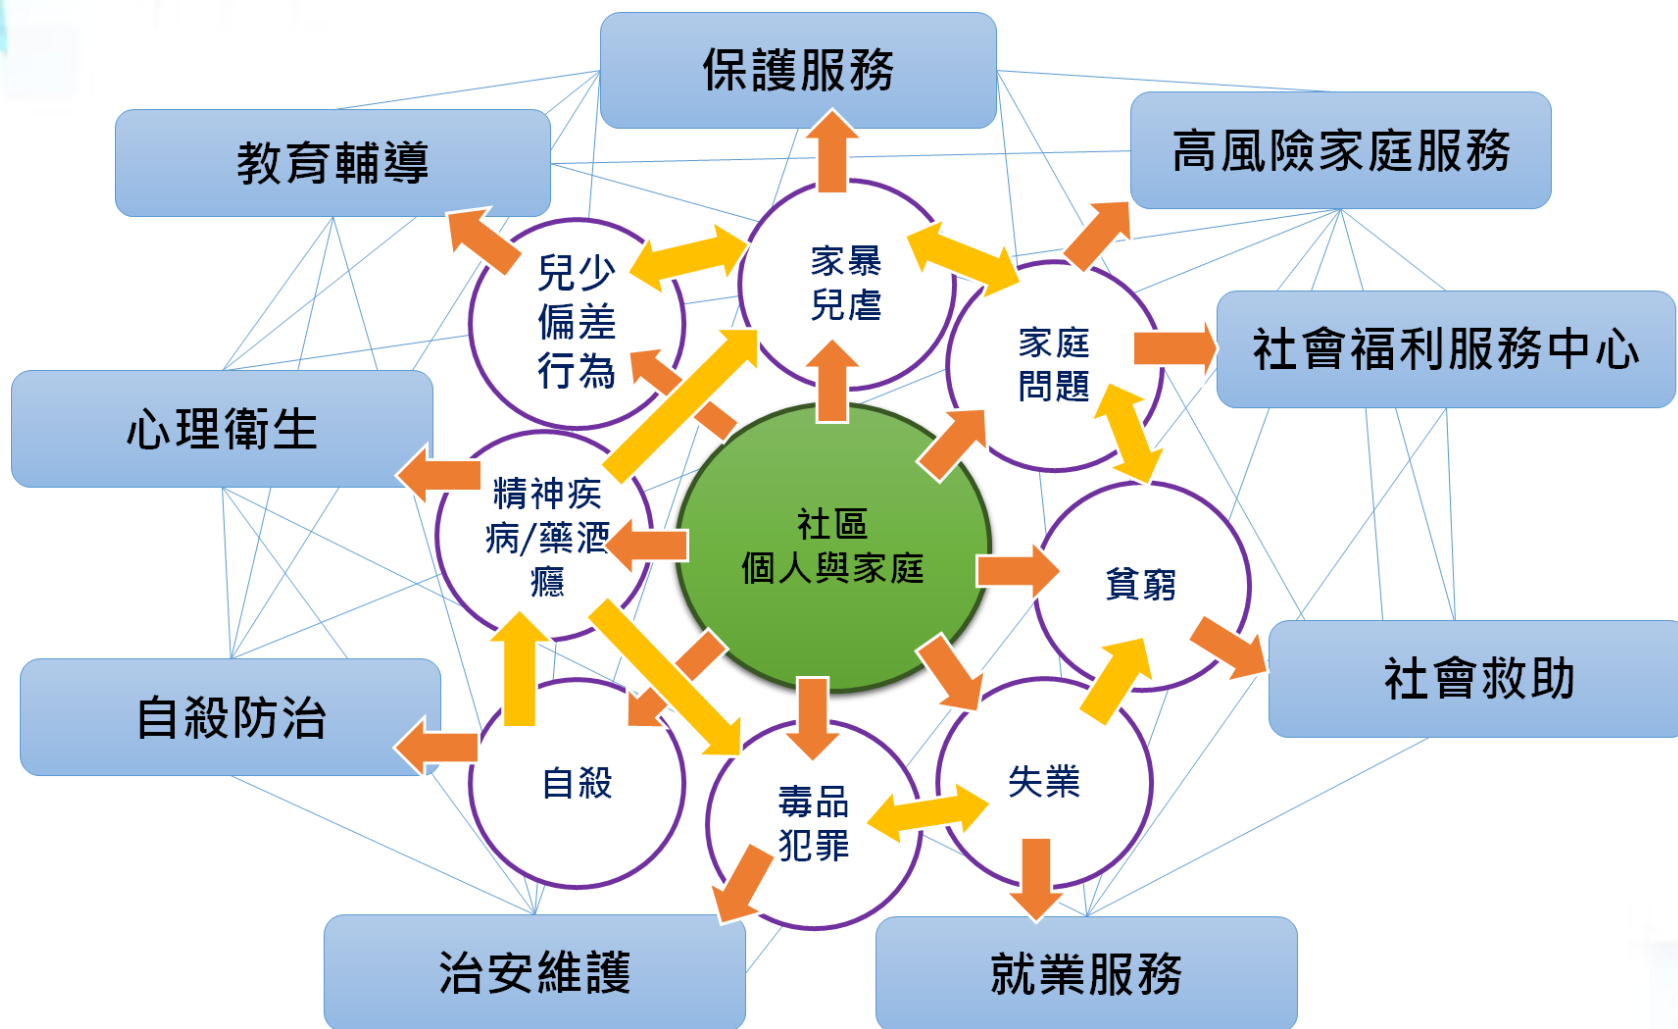 保護服務
教育輔導
高風險家庭服務
家暴
兒虐
兒少
偏差
行為
家庭
問題
社會福利服務中心
心理衛生
精神疾
病/藥酒
癮
社區
個人與家庭
貧窮
社會救助
自殺防治
自殺
毒品
犯罪
失業
治安維護
就業服務